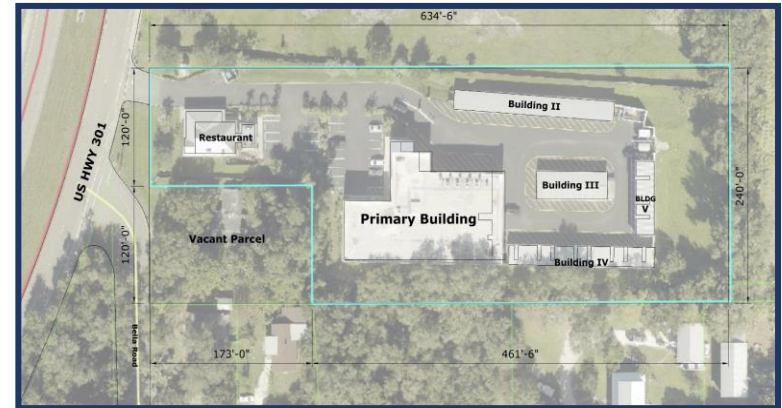 634'-6"
Building II
120'-0"
Restaurant
US HWY 301
Building III
BLDG
V
240'-0"
Primary Building
Vacant Parcel
120'-0"
Building IV
Bella Road
173'-0"
461'-6"